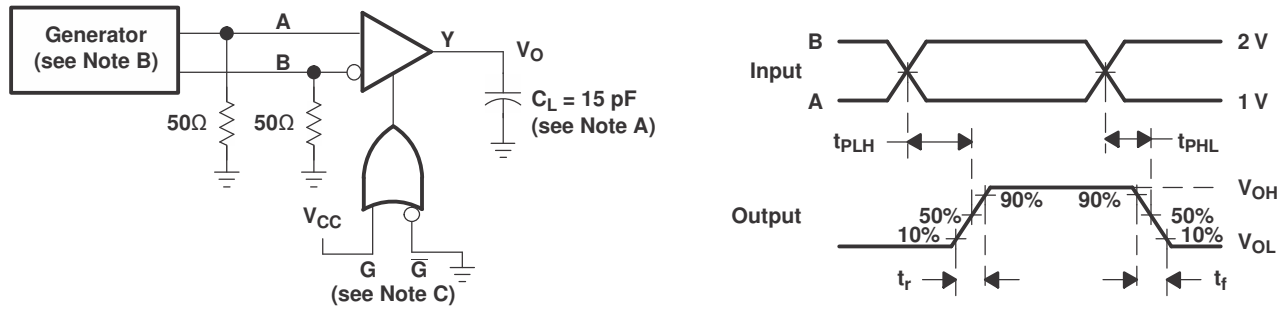 Generator
(see Note B)
A
B
Y
V_O
50Ω
50Ω
C_L = 15 pF
(see Note A)
V_CC
G
G̅
(see Note C)
B
Input
A
2 V
1 V
t_PLH
t_PHL
Output
V_OH
90%
90%
50%
50%
10%
10%
V_OL
t_r
t_f